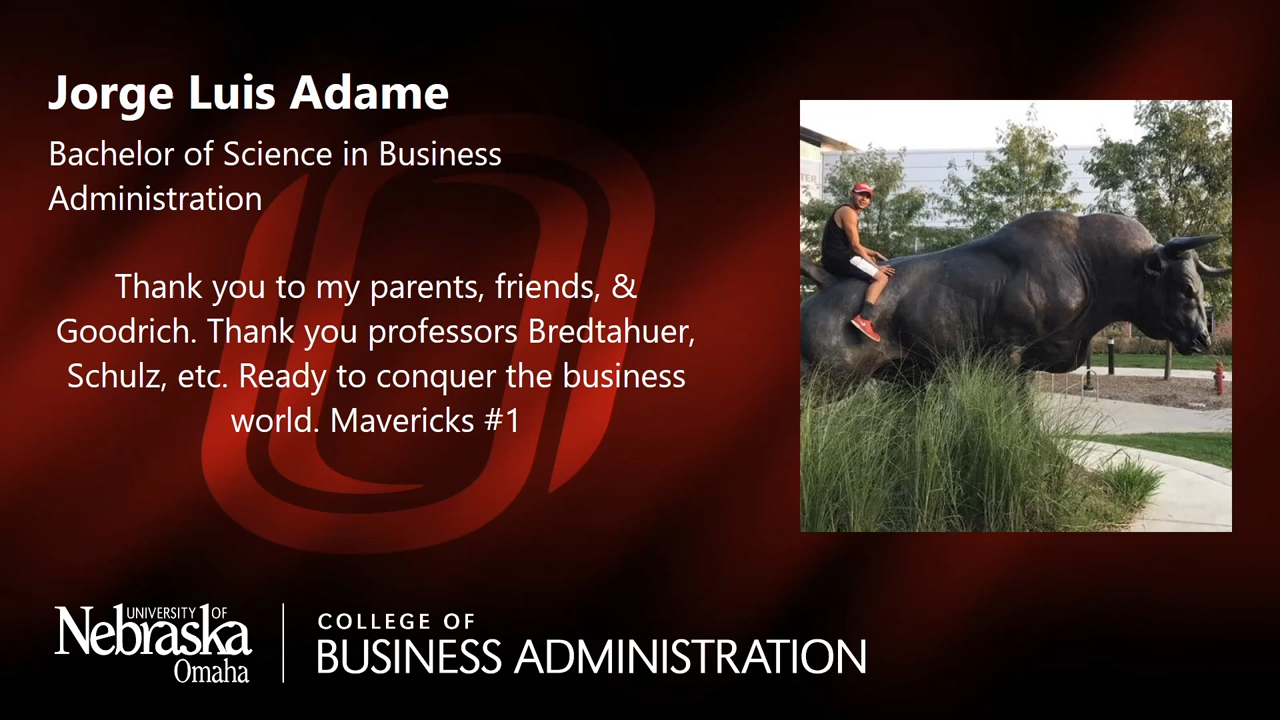 Jorge Luis Adame
Bachelor of Science in Business
Administration
Thank you to my parents, friends, &
Goodrich. Thank you professors Bredtahuer,
Schulz, etc. Ready to conquer the business
world. Mavericks #1
TER
UNIVERSITY OF
Nebraska
Omaha
COLLEGE OF
BUSINESS ADMINISTRATION